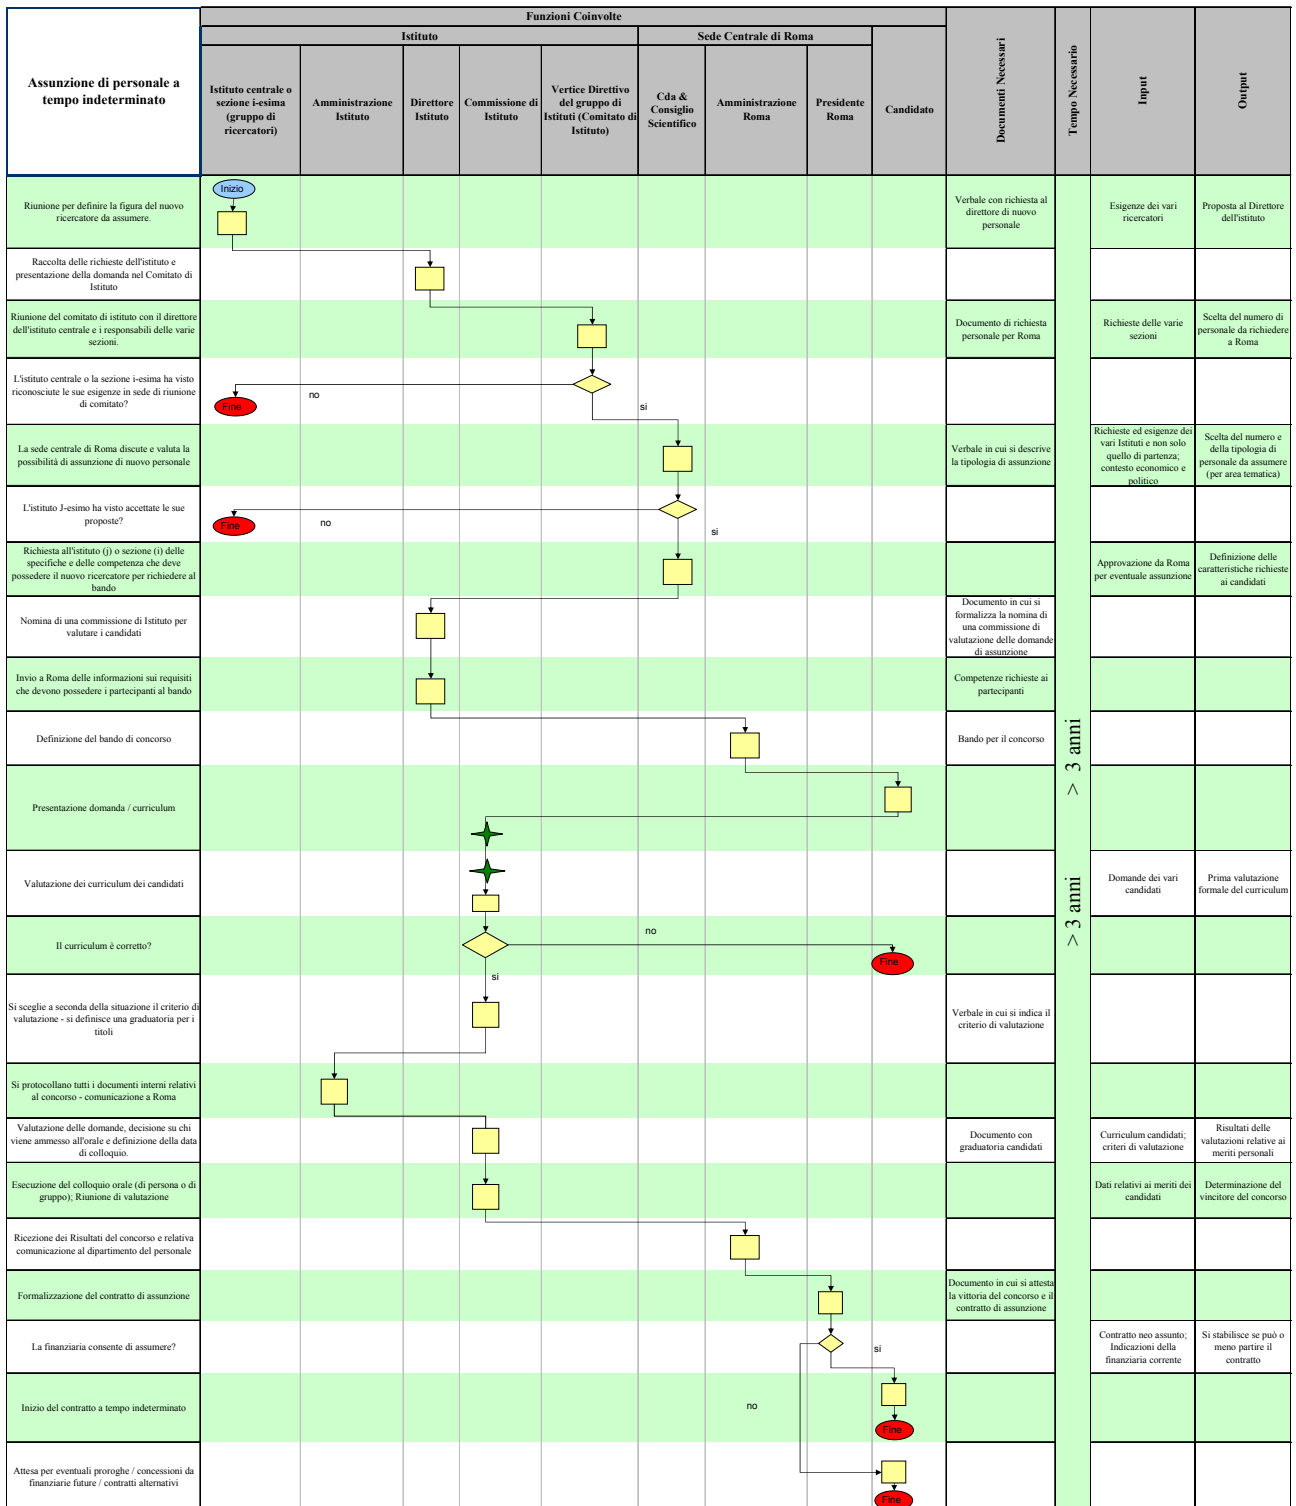 Assunzione di personale a
tempo indeterminato
Funzioni Coinvolte
Istituto
Sede Centrale di Roma
Istituto centrale o
sezione i-esima
(gruppo di
ricercatori)
Amministrazione
Istituto
Direttore
Istituto
Commissione di
Istituto
Vertice Direttivo
del gruppo di
Istituti (Comitato di
Istituto)
Cda &
Consiglio
Scientifico
Amministrazione
Roma
Presidente
Roma
Candidato
Documenti Necessari
Tempo Necessario
Input
Output
Riunione per definire la figura del nuovo
ricercatore da assumere.
Inizio
Verbale con richiesta al
direttore di nuovo
personale
Esigenze dei vari
ricercatori
Proposta al Direttore
dell'istituto
Raccolta delle richieste dell'istituto e
presentazione della domanda nel Comitato di
Istituto
Riunione del comitato di istituto con il direttore
dell'istituto centrale e i responsabili delle varie
sezioni.
Documento di richiesta
personale per Roma
Richieste delle varie
sezioni
Scelta del numero di
personale da richiedere
a Roma
L'istituto centrale o la sezione i-esima ha visto
riconosciute le sue esigenze in sede di riunione
di comitato?
Fine
no
si
La sede centrale di Roma discute e valuta la
possibilità di assunzione di nuovo personale
Verbale in cui si descrive
la tipologia di assunzione
Richieste ed esigenze dei
vari Istituti e non solo
quello di partenza;
contesto economico e
politico
Scelta del numero e
della tipologia di
personale da assumere
(per area tematica)
L'istituto J-esimo ha visto accettate le sue
proposte?
Fine
no
si
Richiesta all'istituto (j) o sezione (i) delle
specifiche e delle competenza che deve
possedere il nuovo ricercatore per richiedere al
bando
Approvazione da Roma
per eventuale assunzione
Definizione delle
caratteristiche richieste
ai candidati
Nomina di una commissione di Istituto per
valutare i candidati
Documento in cui si
formalizza la nomina di
una commissione di
valutazione delle domande
di assunzione
Invio a Roma delle informazioni sui requisiti
che devono possedere i partecipanti al bando
Competenze richieste ai
partecipanti
Definizione del bando di concorso
Bando per il concorso
> 3 anni
Presentazione domanda / curriculum
Valutazione dei curriculum dei candidati
Domande dei vari
candidati
Prima valutazione
formale del curriculum
> 3 anni
Il curriculum è corretto?
no
Fine
si
Si sceglie a seconda della situazione il criterio di
valutazione - si definisce una graduatoria per i
titoli
Verbale in cui si indica il
criterio di valutazione
Si protocollano tutti i documenti interni relativi
al concorso - comunicazione a Roma
Valutazione delle domande, decisione su chi
viene ammesso all'orale e definizione della data
di colloquio.
Documento con
graduatoria candidati
Curriculum candidati;
criteri di valutazione
Risultati delle
valutazioni relative ai
meriti personali
Esecuzione del colloquio orale (di persona o di
gruppo); Riunione di valutazione
Dati relativi ai meriti dei
candidati
Determinazione del
vincitore del concorso
Ricezione dei Risultati del concorso e relativa
comunicazione al dipartimento del personale
Formalizzazione del contratto di assunzione
Documento in cui si attesta
la vittoria del concorso e il
contratto di assunzione
La finanziaria consente di assumere?
si
Contratto neo assunto;
Indicazioni della
finanziaria corrente
Si stabilisce se può o
meno partire il
contratto
Inizio del contratto a tempo indeterminato
no
Fine
Attesa per eventuali proroghe / concessioni da
finanziarie future / contratti alternativi
Fine